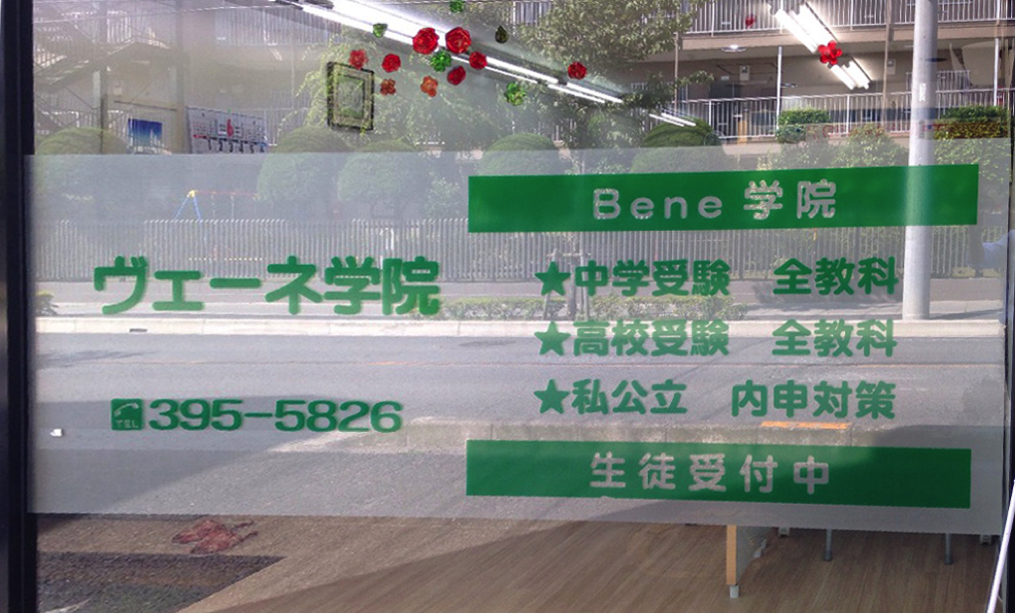 ヴェーネ学院
TEL 395-5826
Bene 学院
★中学受験 全教科
★高校受験 全教科
★私公立 内申対策
生徒受付中